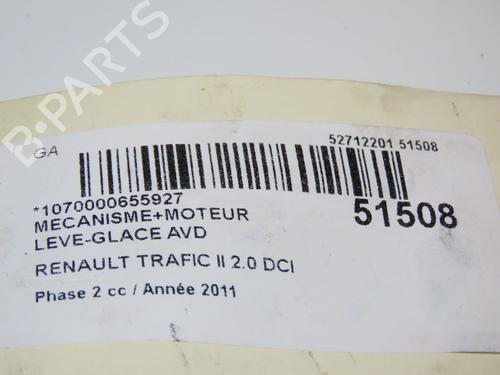 B-PARTS
GA
52712201 51508
*1070000655927
51508
MECANISME+MOTEUR
LEVE-GLACE AVD
RENAULT TRAFIC II 2.0 DCI
Phase 2 cc / Année 2011